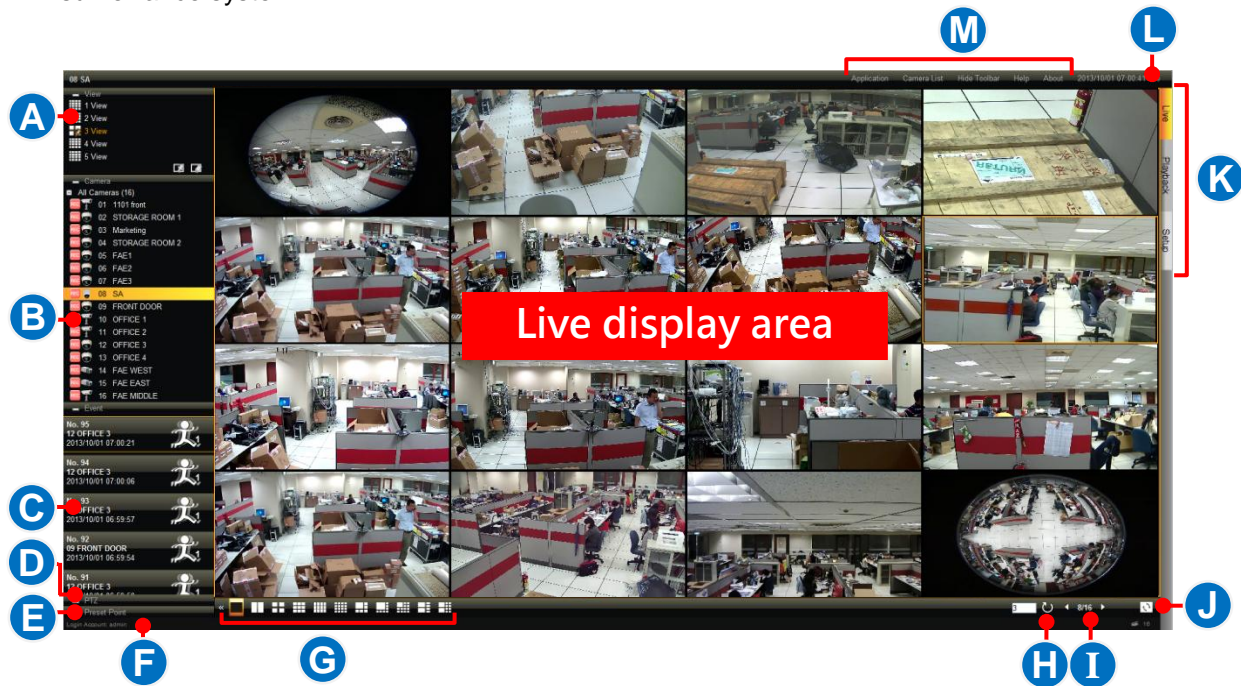 M
L
08 SA
Application Camera List Hide Toolbar Help About 2013/10/01 07:00:41
View
1 View
2 View
3 View
4 View
5 View
A
Live
Playback
Setup
K
Camera
All Cameras (16)
01 1101 front
02 STORAGE ROOM 1
03 Marketing
04 STORAGE ROOM 2
05 FAE1
06 FAE2
07 FAE3
08 SA
09 FRONT DOOR
10 OFFICE 1
11 OFFICE 2
12 OFFICE 3
13 OFFICE 4
14 FAE WEST
15 FAE EAST
16 FAE MIDDLE
B
Live display area
Event
No. 95
12 OFFICE 3
2013/10/01 07:00:21
No. 94
12 OFFICE 3
2013/10/01 07:00:06
No. 93
OFFICE 3
2013/10/01 06:59:57
C
No. 92
09 FRONT DOOR
2013/10/01 06:59:54
No. 91
12 OFFICE 3
D
PTZ
E
Preset Point
Login Account: admin
F
«
G
3
8/16
16
H
I
J